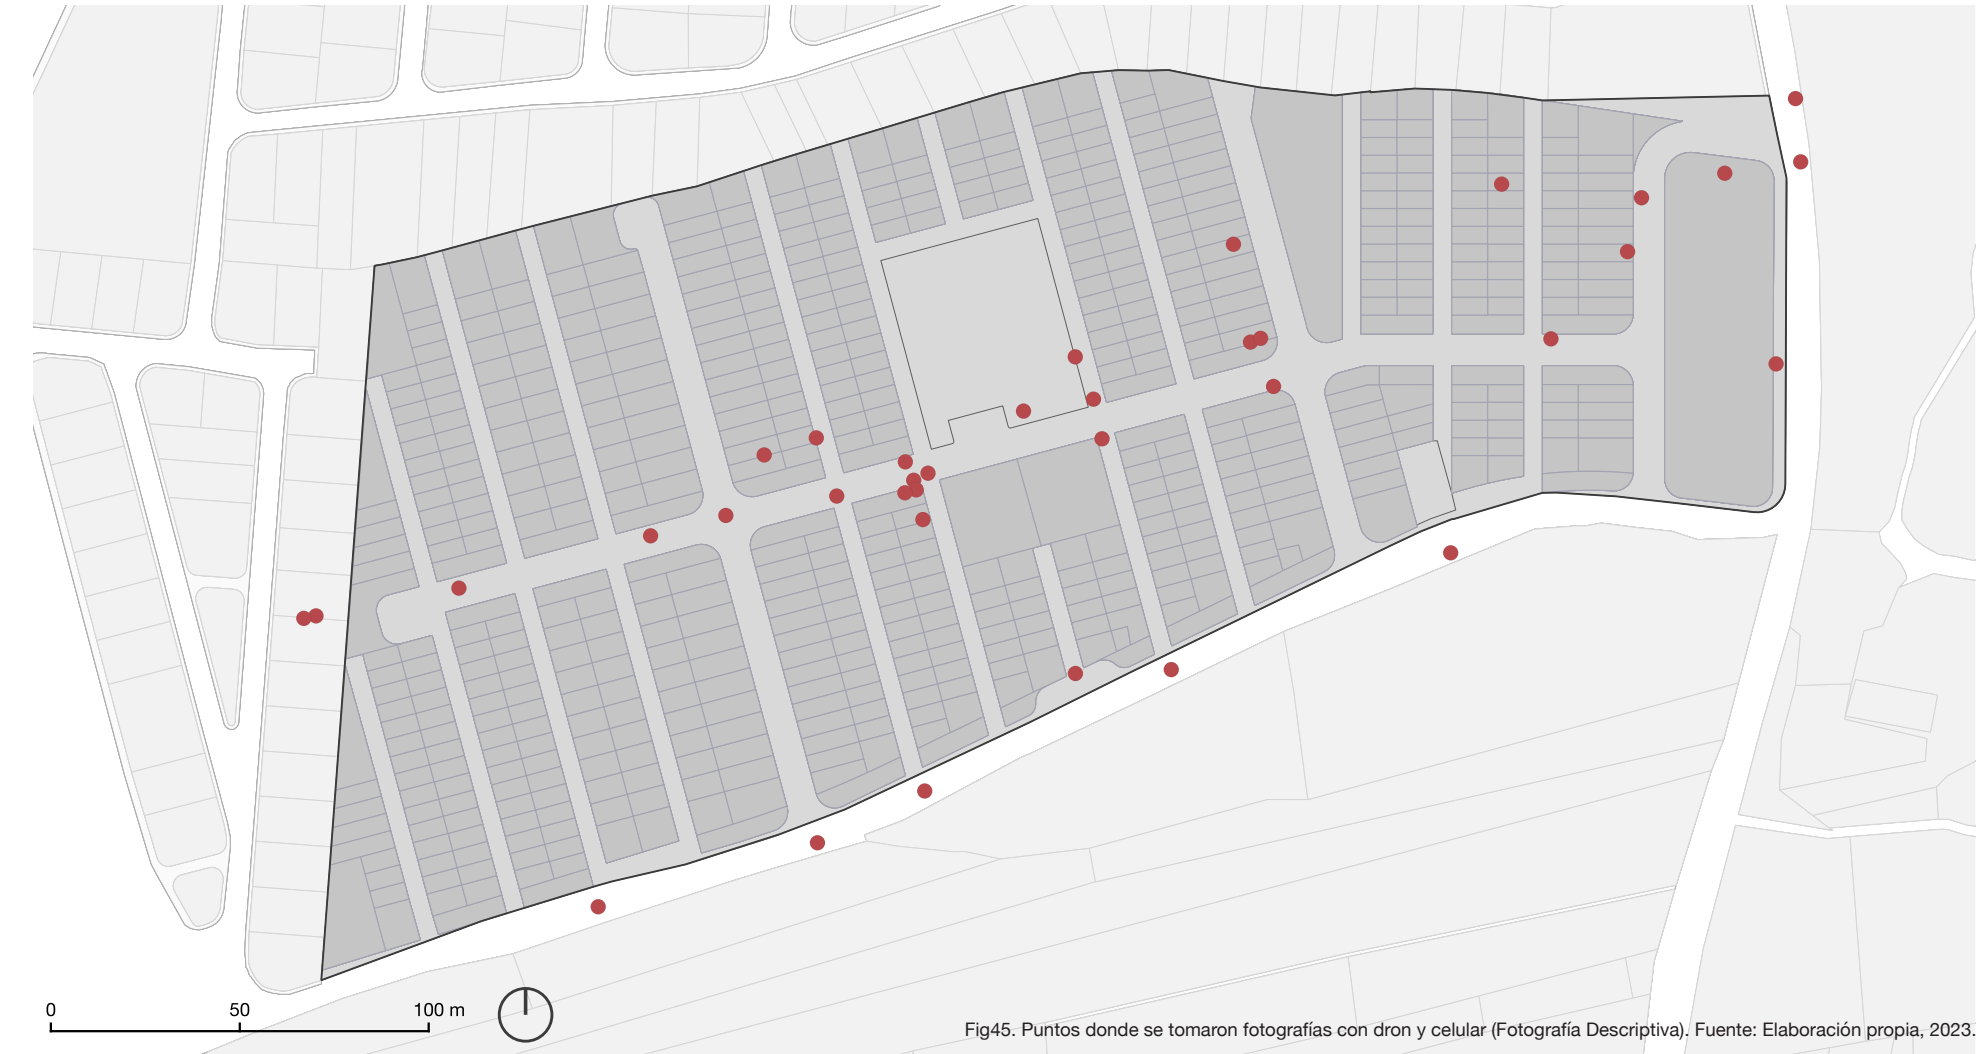 0 50 100 m
Fig45. Puntos donde se tomaron fotografías con dron y celular (Fotografía Descriptiva). Fuente: Elaboración propia, 2023.